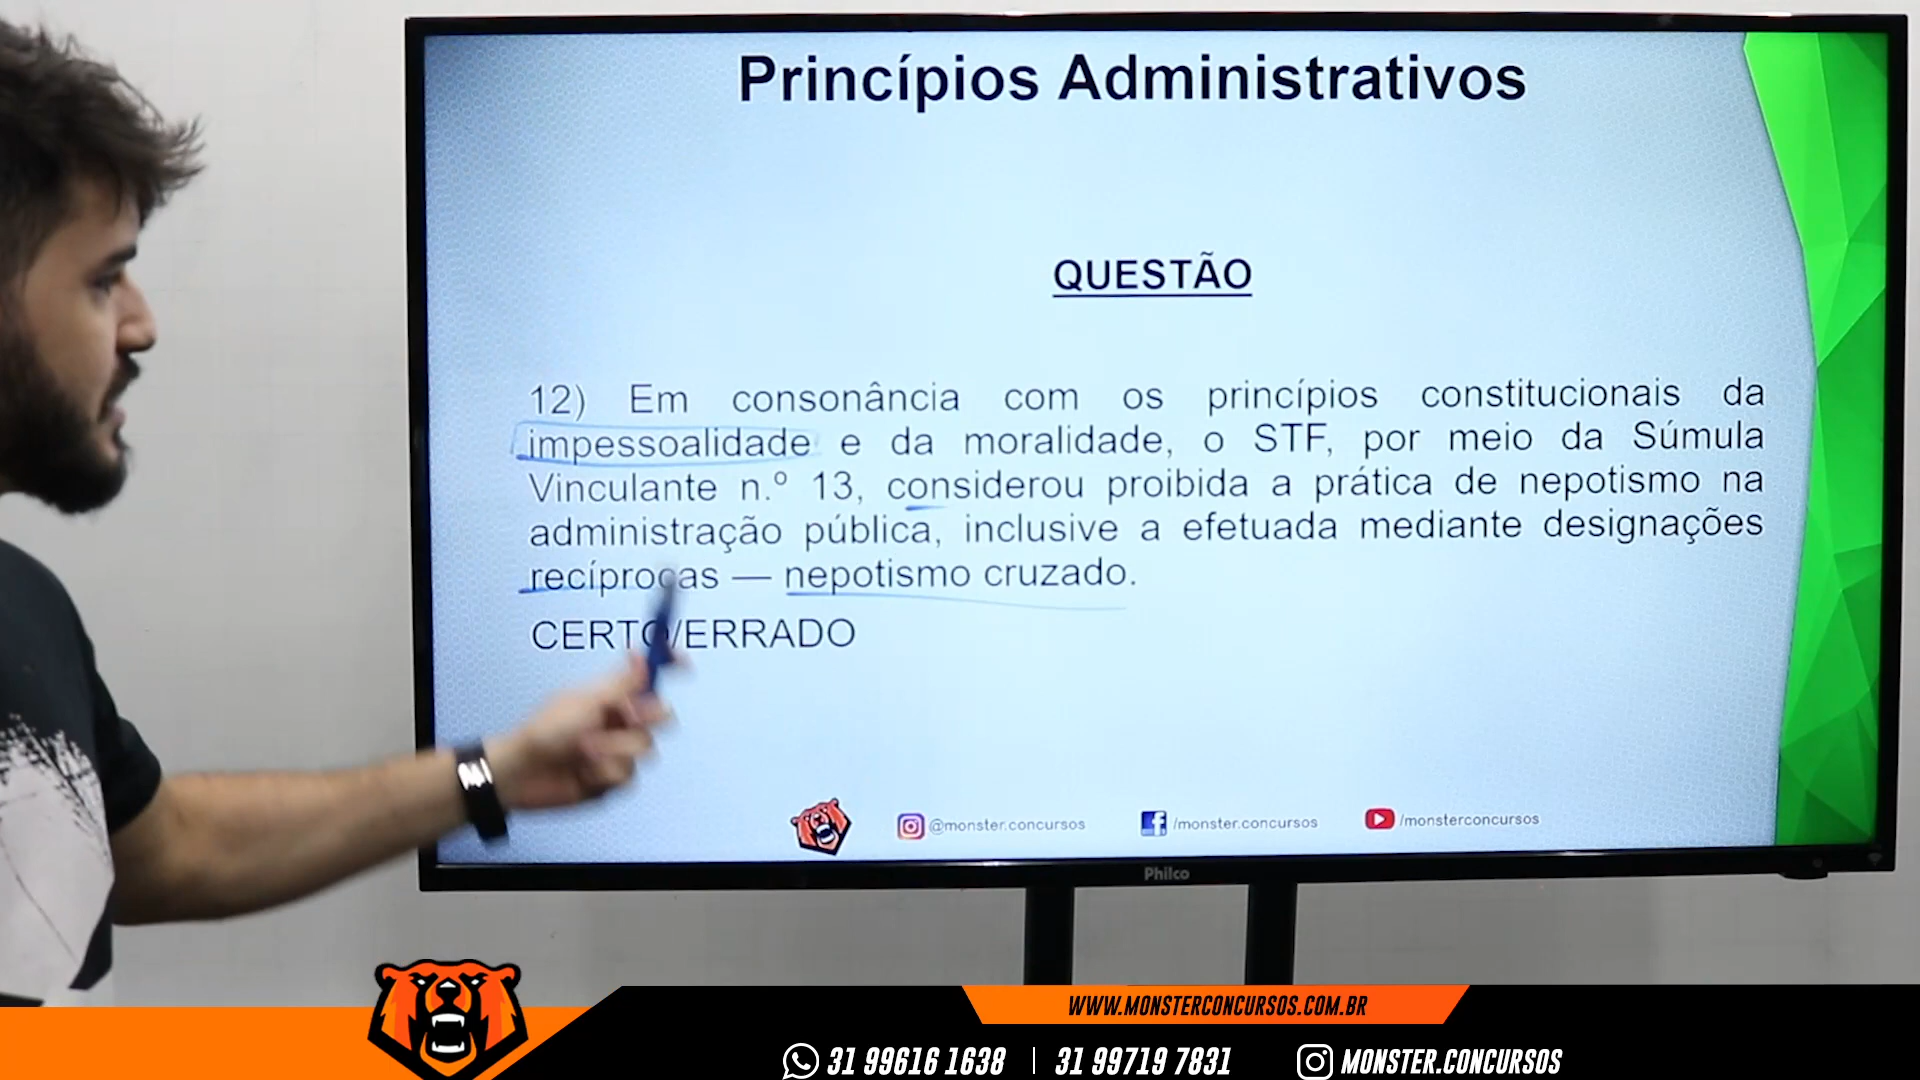 Princípios Administrativos
QUESTÃO
12) Em consonância com os princípios constitucionais da
impessoalidade e da moralidade, o STF, por meio da Súmula
Vinculante n.º 13, considerou proibida a prática de nepotismo na
administração pública, inclusive a efetuada mediante designações
recíprocas — nepotismo cruzado.
CERTO/ERRADO
@monster.concursos /monster.concursos /monsterconcursos
Philco
WWW.MONSTERCONCURSOS.COM.BR
31 99616 1638 | 31 99719 7831 MONSTER.CONCURSOS